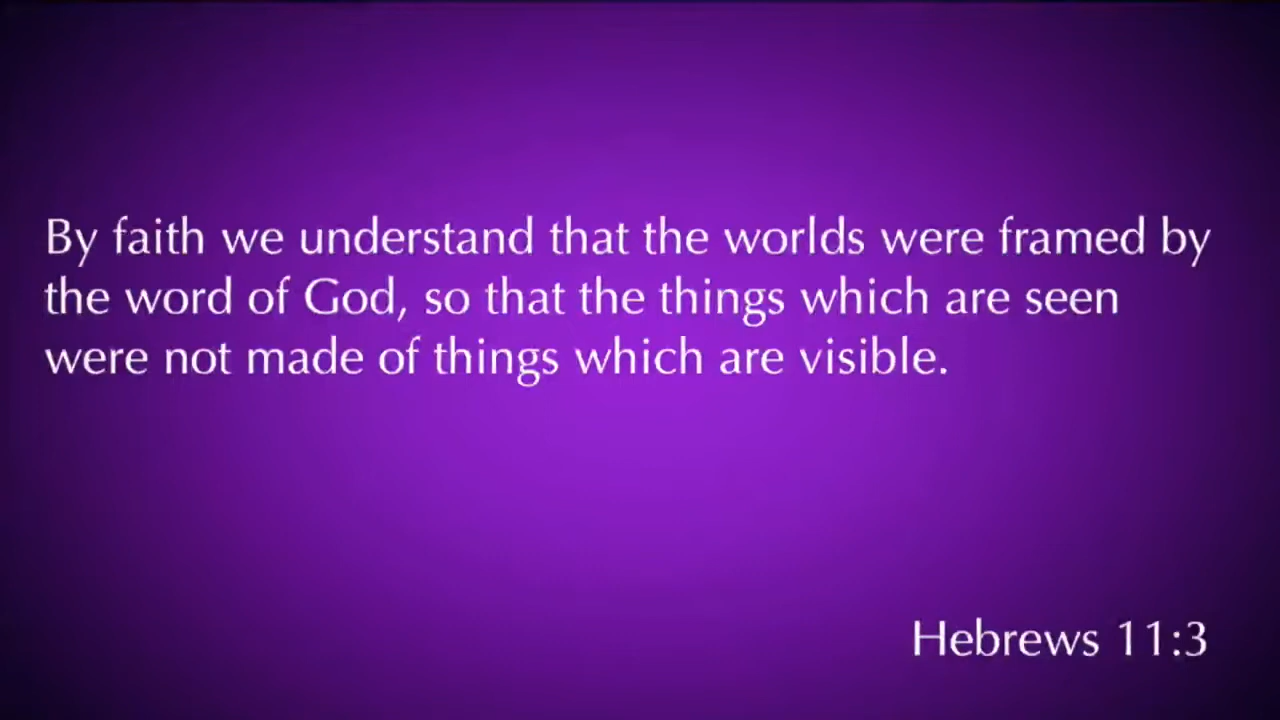 By faith we understand that the worlds were framed by
the word of God, so that the things which are seen
were not made of things which are visible.
Hebrews 11:3